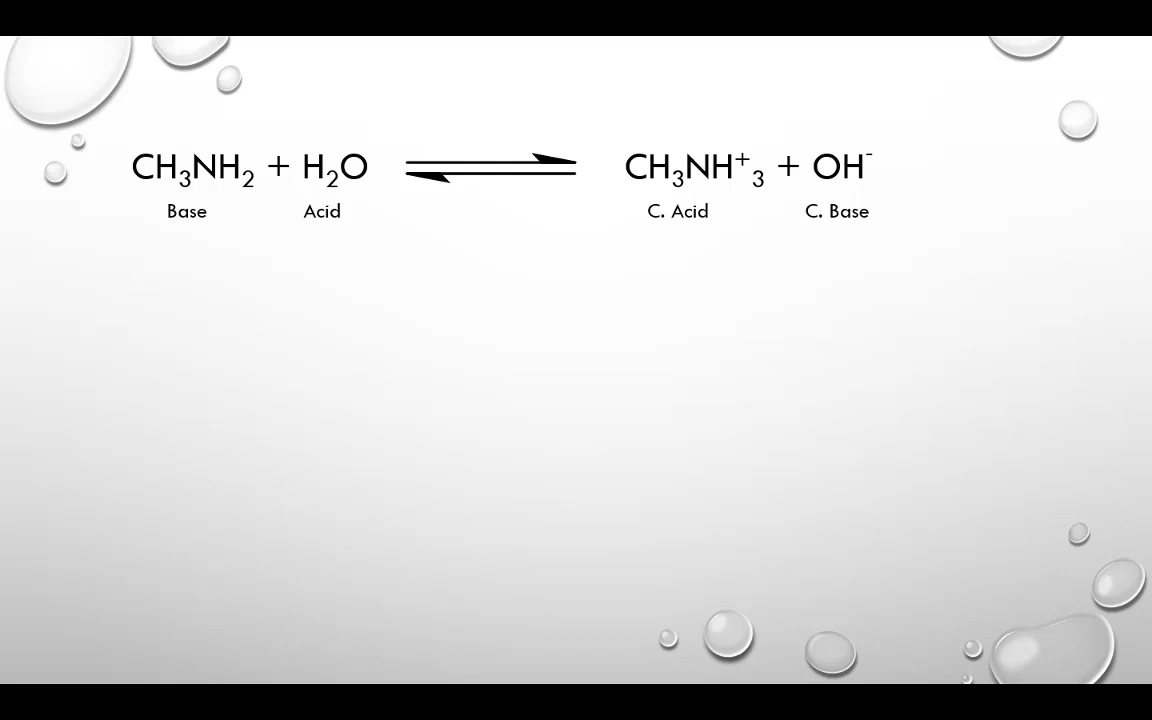 CH₃NH₂ + H₂O ⇌ CH₃NH⁺₃ + OH⁻
Base Acid C. Acid C. Base